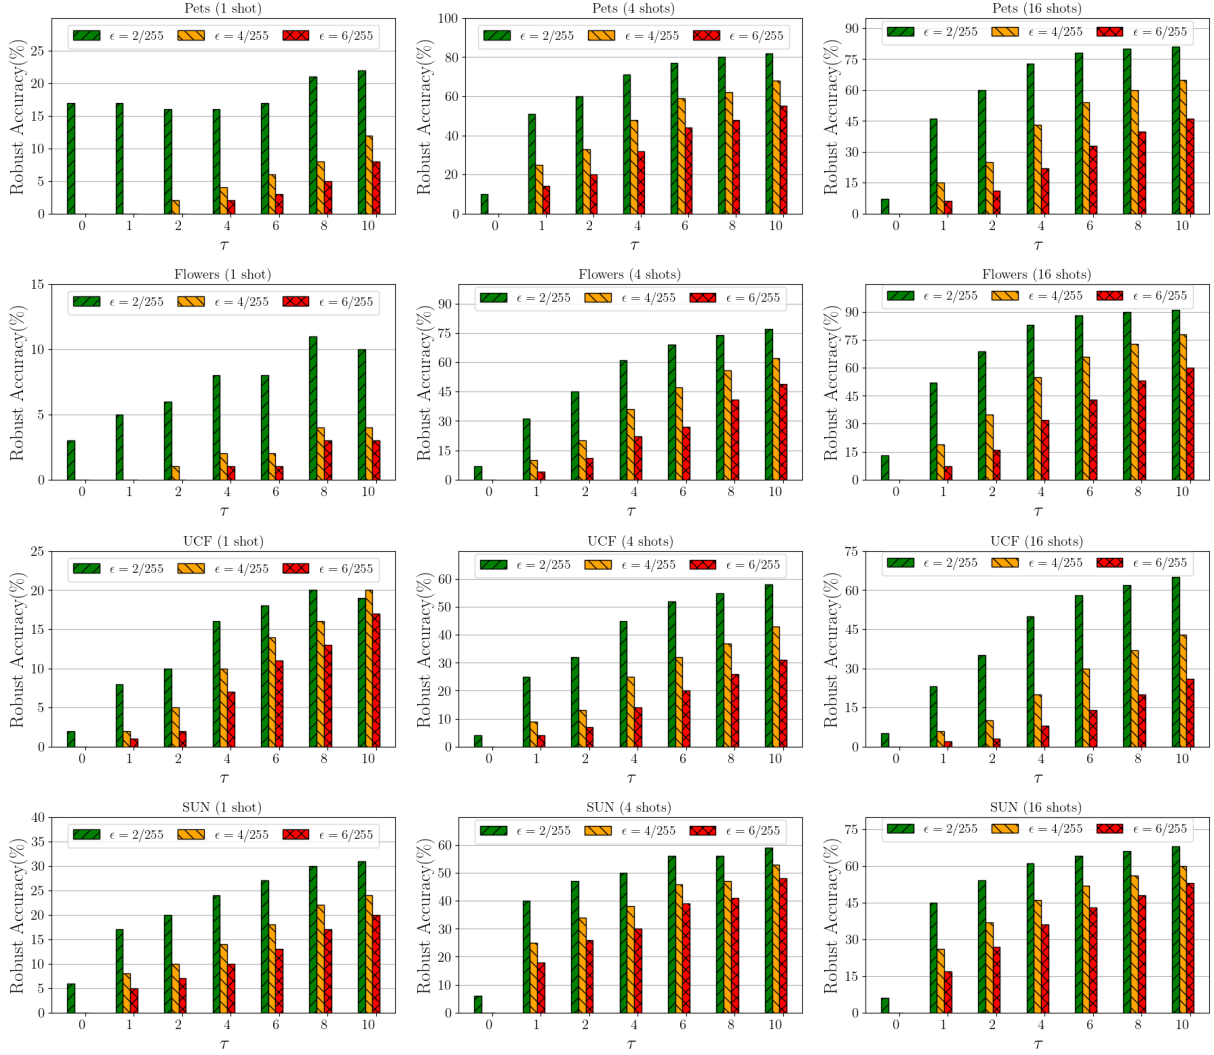 Pets (1 shot)
ϵ = 2/255 ϵ = 4/255 ϵ = 6/255
Robust Accuracy(%)
25
20
15
10
5
0
0 1 2 4 6 8 10
τ
Pets (4 shots)
ϵ = 2/255 ϵ = 4/255 ϵ = 6/255
Robust Accuracy(%)
100
80
60
40
20
0
0 1 2 4 6 8 10
τ
Pets (16 shots)
ϵ = 2/255 ϵ = 4/255 ϵ = 6/255
Robust Accuracy(%)
90
75
60
45
30
15
0
0 1 2 4 6 8 10
τ
Flowers (1 shot)
ϵ = 2/255 ϵ = 4/255 ϵ = 6/255
Robust Accuracy(%)
15
10
5
0
0 1 2 4 6 8 10
τ
Flowers (4 shots)
ϵ = 2/255 ϵ = 4/255 ϵ = 6/255
Robust Accuracy(%)
90
75
60
45
30
15
0
0 1 2 4 6 8 10
τ
Flowers (16 shots)
ϵ = 2/255 ϵ = 4/255 ϵ = 6/255
Robust Accuracy(%)
90
75
60
45
30
15
0
0 1 2 4 6 8 10
τ
UCF (1 shot)
ϵ = 2/255 ϵ = 4/255 ϵ = 6/255
Robust Accuracy(%)
25
20
15
10
5
0
0 1 2 4 6 8 10
τ
UCF (4 shots)
ϵ = 2/255 ϵ = 4/255 ϵ = 6/255
Robust Accuracy(%)
60
50
40
30
20
10
0
0 1 2 4 6 8 10
τ
UCF (16 shots)
ϵ = 2/255 ϵ = 4/255 ϵ = 6/255
Robust Accuracy(%)
75
60
45
30
15
0
0 1 2 4 6 8 10
τ
SUN (1 shot)
ϵ = 2/255 ϵ = 4/255 ϵ = 6/255
Robust Accuracy(%)
40
35
30
25
20
15
10
5
0
0 1 2 4 6 8 10
τ
SUN (4 shots)
ϵ = 2/255 ϵ = 4/255 ϵ = 6/255
Robust Accuracy(%)
60
50
40
30
20
10
0
0 1 2 4 6 8 10
τ
SUN (16 shots)
ϵ = 2/255 ϵ = 4/255 ϵ = 6/255
Robust Accuracy(%)
75
60
45
30
15
0
0 1 2 4 6 8 10
τ